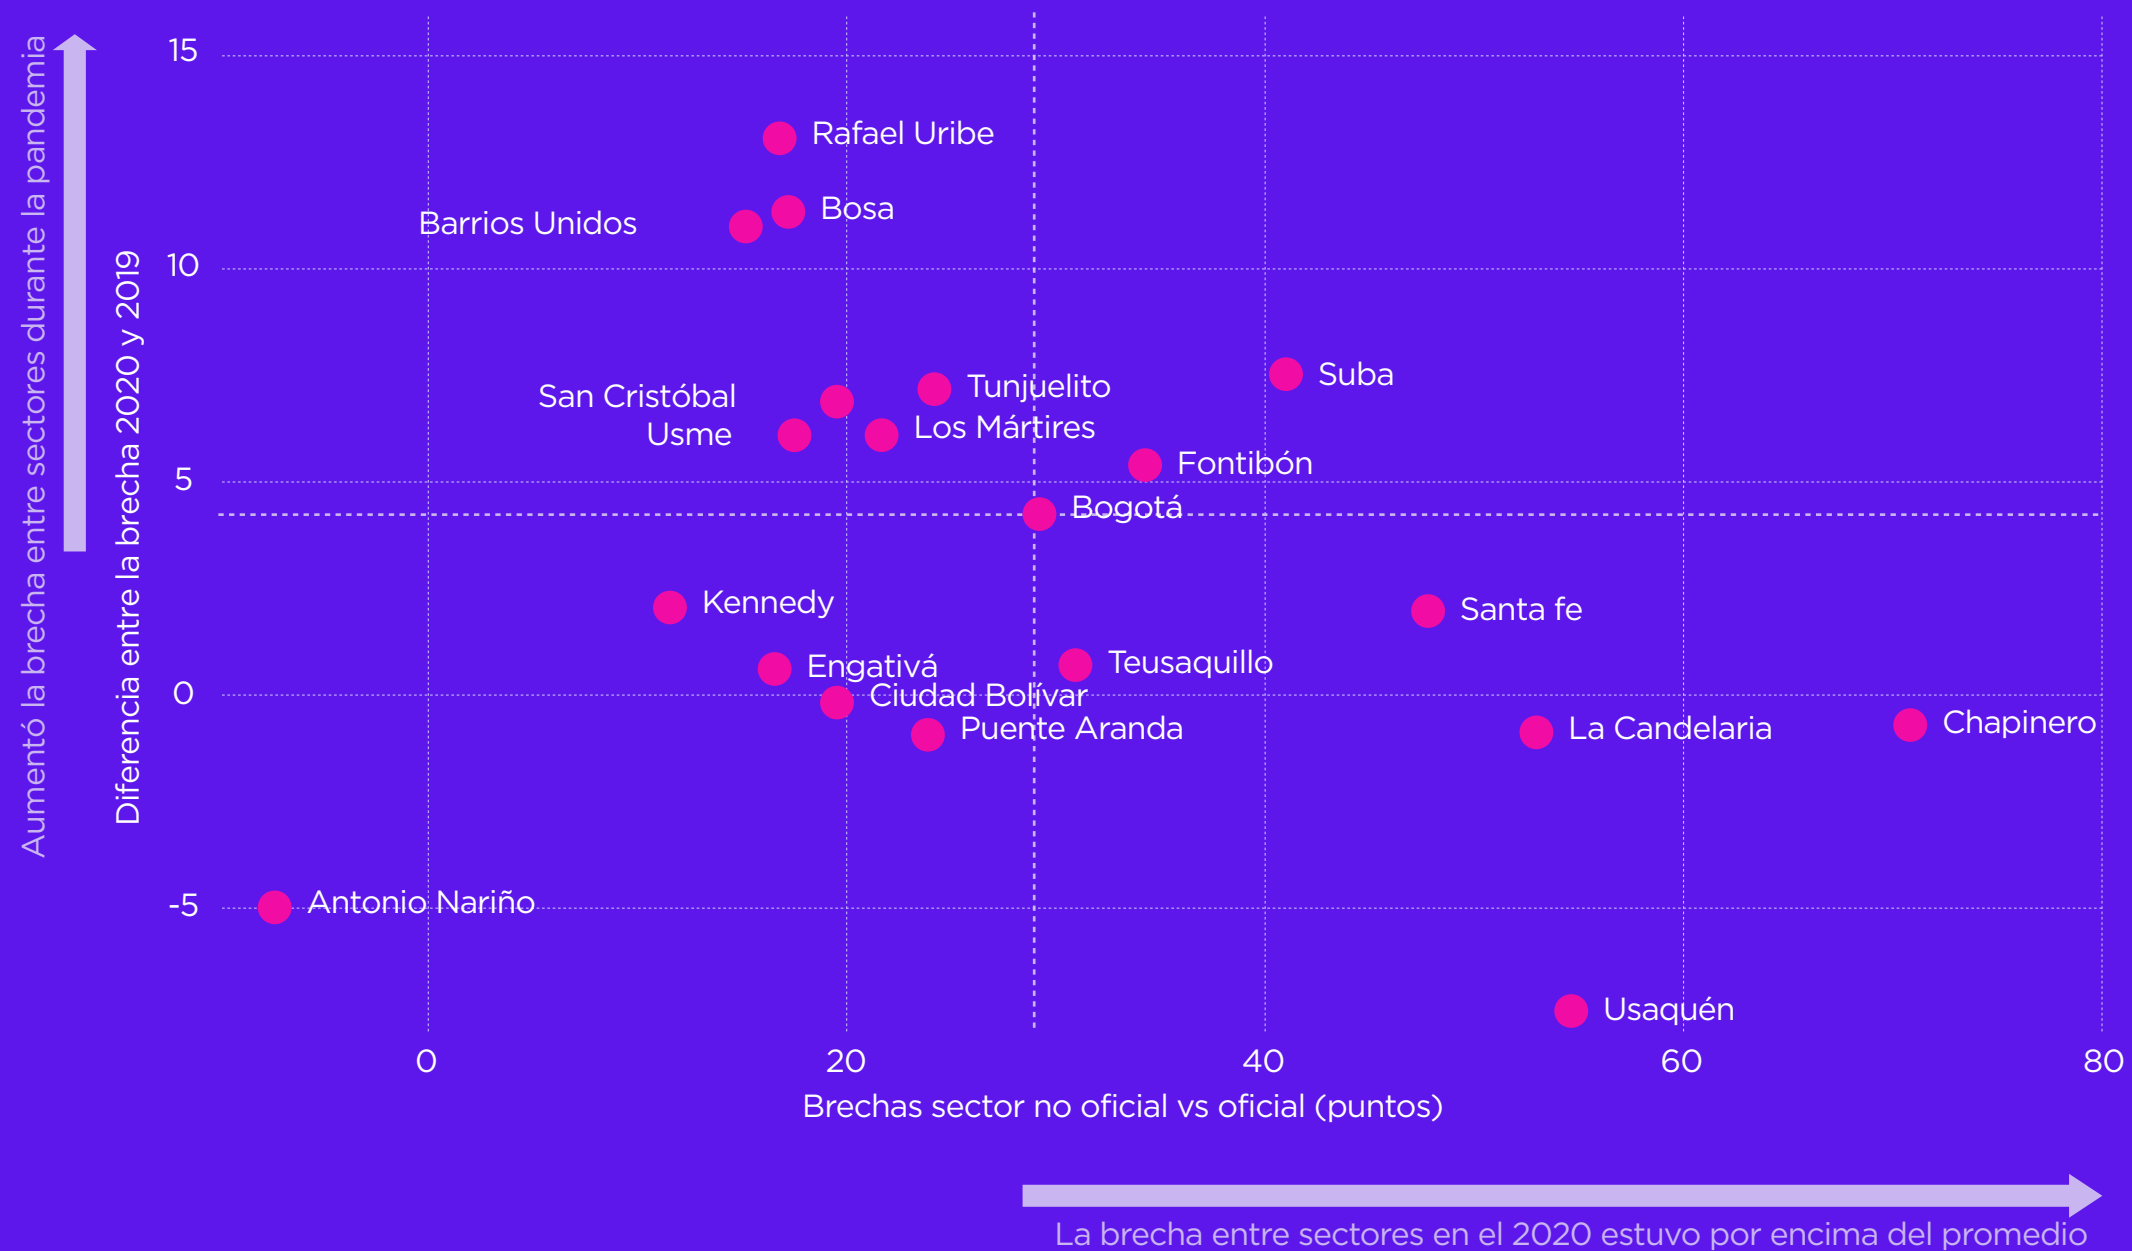 Aumentó la brecha entre sectores durante la pandemia
Diferencia entre la brecha 2020 y 2019
15
Rafael Uribe
Bosa
Barrios Unidos
10
Suba
Tunjuelito
San Cristóbal
Los Mártires
Usme
Fontibón
5
Bogotá
Kennedy
Santa fe
Teusaquillo
Engativá
0
Ciudad Bolívar
Chapinero
Puente Aranda
La Candelaria
-5
Antonio Nariño
Usaquén
0
20
40
60
80
Brechas sector no oficial vs oficial (puntos)
La brecha entre sectores en el 2020 estuvo por encima del promedio